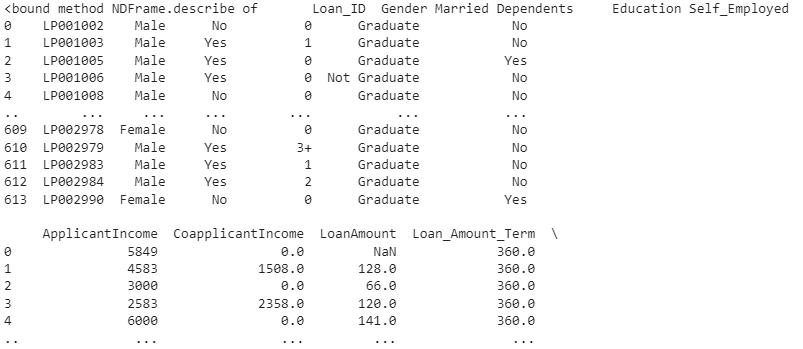 <bound method NDFrame.describe of       Loan_ID  Gender Married Dependents     Education Self_Employed
0    LP001002    Male      No          0      Graduate            No
1    LP001003    Male     Yes          1      Graduate            No
2    LP001005    Male     Yes          0      Graduate           Yes
3    LP001006    Male     Yes          0  Not Graduate            No
4    LP001008    Male      No          0      Graduate            No
..        ...     ...     ...        ...           ...           ...
609  LP002978  Female      No          0      Graduate            No
610  LP002979    Male     Yes         3+      Graduate            No
611  LP002983    Male     Yes          1      Graduate            No
612  LP002984    Male     Yes          2      Graduate            No
613  LP002990  Female      No          0      Graduate           Yes
     ApplicantIncome  CoapplicantIncome  LoanAmount  Loan_Amount_Term  \
0               5849                0.0         NaN             360.0
1               4583             1508.0       128.0             360.0
2               3000                0.0        66.0             360.0
3               2583             2358.0       120.0             360.0
4               6000                0.0       141.0             360.0
..               ...                ...         ...               ...